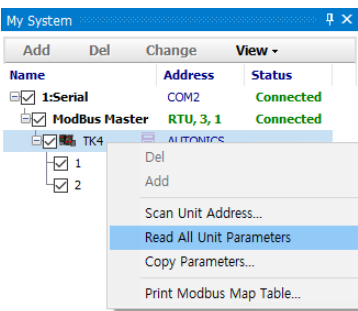 My System
Add Del Change View
Name Address Status
1:Serial COM2 Connected
ModBus Master RTU, 3, 1 Connected
TK4 AUTONICS
1
2
Del
Add
Scan Unit Address...
Read All Unit Parameters
Copy Parameters...
Print Modbus Map Table...